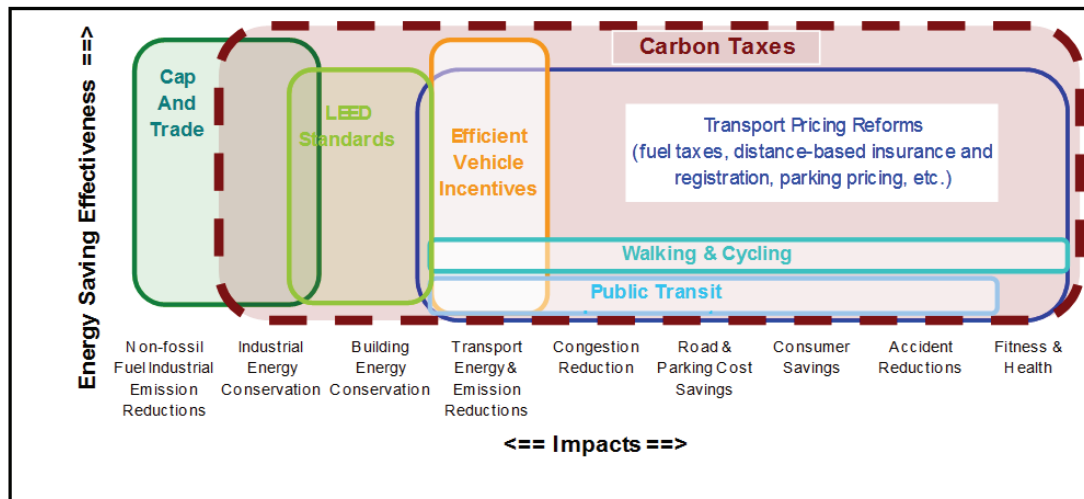 Energy Saving Effectiveness ==>
Carbon Taxes
Cap
And
Trade
LEED
Standards
Efficient
Vehicle
Incentives
Transport Pricing Reforms
(fuel taxes, distance-based insurance and
registration, parking pricing, etc.)
Walking & Cycling
Public Transit
Non-fossil
Fuel Industrial
Emission
Reductions
Industrial
Energy
Conservation
Building
Energy
Conservation
Transport
Energy &
Emission
Reductions
Congestion
Reduction
Road &
Parking Cost
Savings
Consumer
Savings
Accident
Reductions
Fitness &
Health
<== Impacts ==>